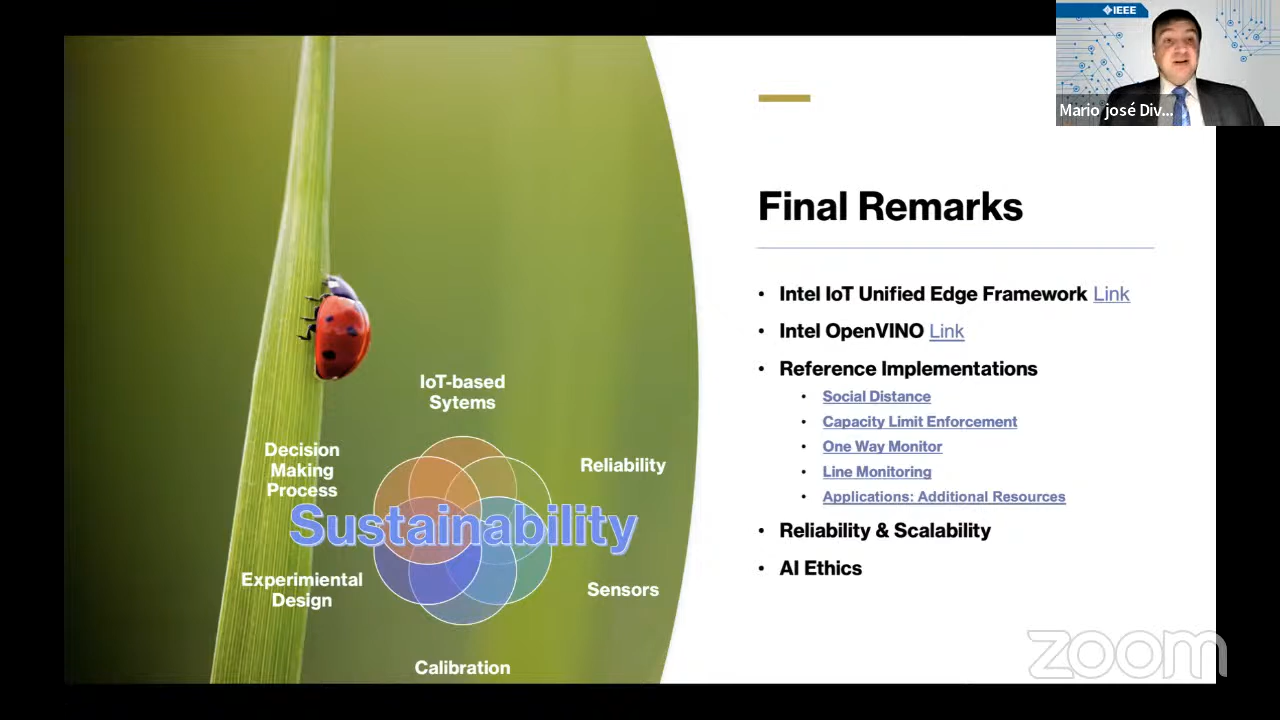 IEEE
Mario josé Div...
Final Remarks
• Intel IoT Unified Edge Framework Link
• Intel OpenVINO Link
• Reference Implementations
• Social Distance
• Capacity Limit Enforcement
• One Way Monitor
• Line Monitoring
• Applications: Additional Resources
• Reliability & Scalability
• AI Ethics
IoT-based
Sytems
Decision
Making
Process
Reliability
Sustainability
Experimiental
Design
Sensors
Calibration
zoom